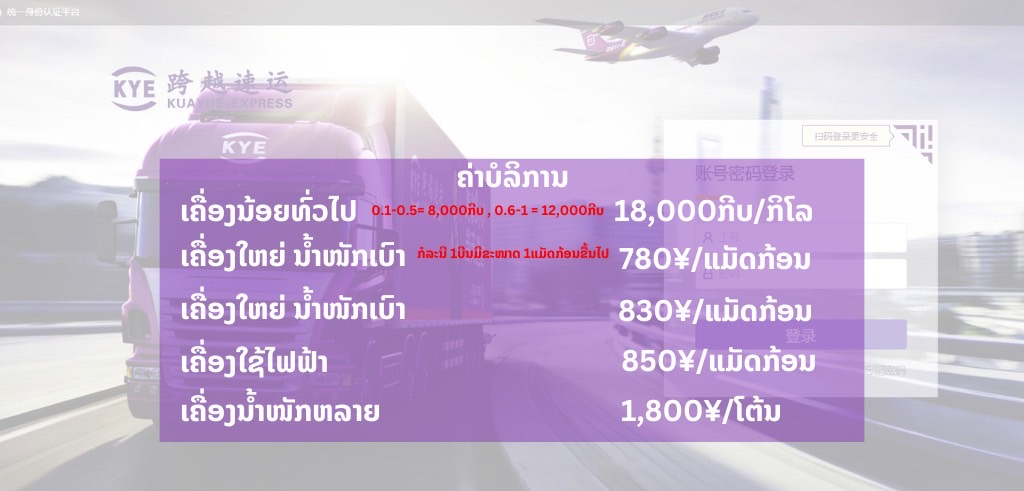 统一身份认证平台
KYE 跨越速运
KUAYUE-EXPRESS
KYE
扫码登录更安全
账号密码登录
ຄ່າບໍລິການ
ເຄື່ອງນ້ອຍທົ່ວໄປ 0.1-0.5= 8,000ກີບ , 0.6-1 = 12,000ກີບ 18,000ກີບ/ກິໂລ
ເຄື່ອງໃຫຍ່ ນ້ຳໜັກເບົາ ກໍລະນີ 1ບິນມີຂະໜາດ 1ແມັດກ້ອນຂຶ້ນໄປ 780¥/ແມັດກ້ອນ
ເຄື່ອງໃຫຍ່ ນ້ຳໜັກເບົາ 830¥/ແມັດກ້ອນ
登录
ເຄື່ອງໃຊ້ໄຟຟ້າ 850¥/ແມັດກ້ອນ
ເຄື່ອງນ້ຳໜັກຫລາຍ 1,800¥/ໂຕ້ນ